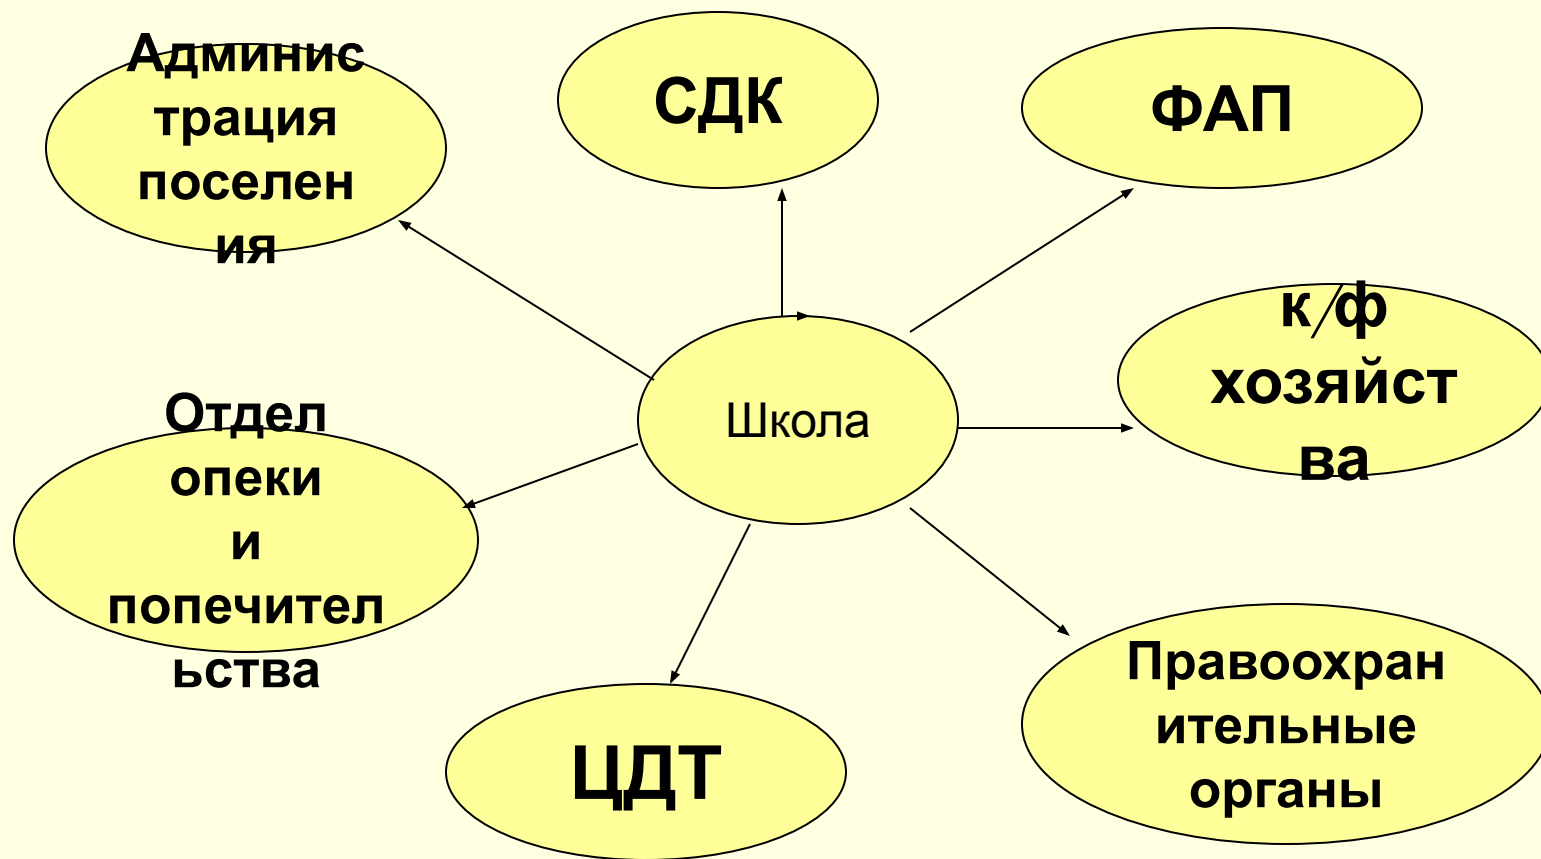 Админис
трация
поселен
ия
СДК
ФАП
к/ф
хозяйст
ва
Школа
Отдел
опеки
и
попечител
ьства
ЦДТ
Правоохран
ительные
органы